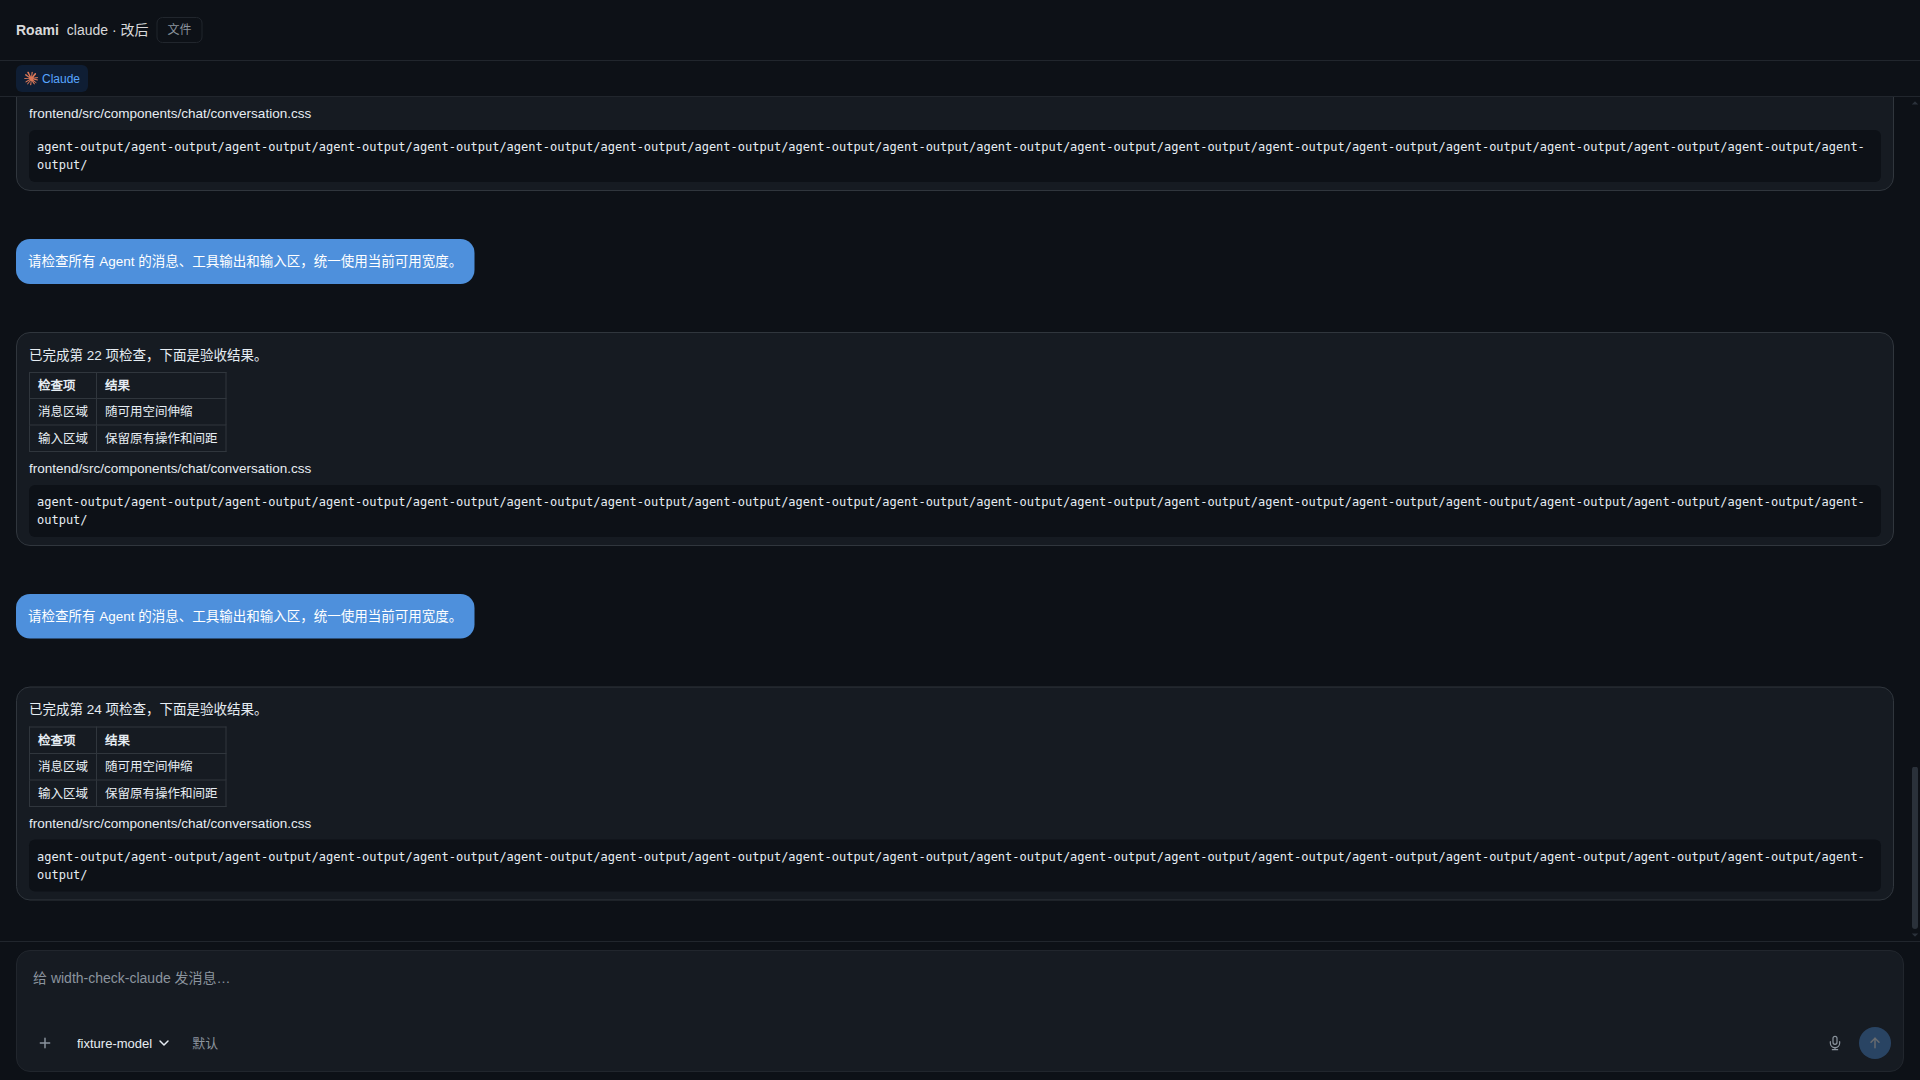 Roami claude · 改后 文件
Claude
frontend/src/components/chat/conversation.css
agent-output/agent-output/agent-output/agent-output/agent-output/agent-output/agent-output/agent-output/agent-output/agent-output/agent-output/agent-output/agent-output/agent-output/agent-output/agent-output/agent-output/agent-output/agent-output/agent-
output/
请检查所有 Agent 的消息、工具输出和输入区，统一使用当前可用宽度。
已完成第 22 项检查，下面是验收结果。
检查项 结果
消息区域 随可用空间伸缩
输入区域 保留原有操作和间距
frontend/src/components/chat/conversation.css
agent-output/agent-output/agent-output/agent-output/agent-output/agent-output/agent-output/agent-output/agent-output/agent-output/agent-output/agent-output/agent-output/agent-output/agent-output/agent-output/agent-output/agent-output/agent-output/agent-
output/
请检查所有 Agent 的消息、工具输出和输入区，统一使用当前可用宽度。
已完成第 24 项检查，下面是验收结果。
检查项 结果
消息区域 随可用空间伸缩
输入区域 保留原有操作和间距
frontend/src/components/chat/conversation.css
agent-output/agent-output/agent-output/agent-output/agent-output/agent-output/agent-output/agent-output/agent-output/agent-output/agent-output/agent-output/agent-output/agent-output/agent-output/agent-output/agent-output/agent-output/agent-output/agent-
output/
给 width-check-claude 发消息…
fixture-model 默认